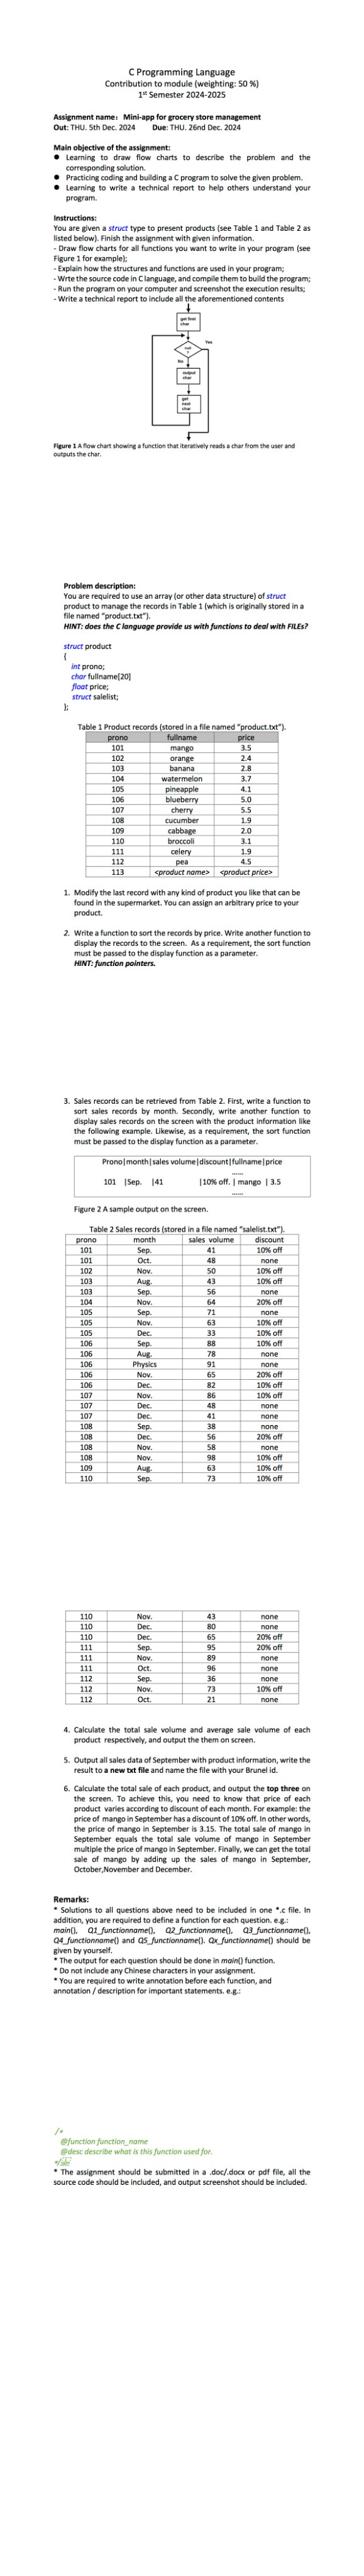 C Programming Language
Contribution to module (weighting: 50 %)
1st Semester 2024-2025
Assignment name: Mini-app for grocery store management
Out: THU. 5th Dec. 2024 Due: THU. 26nd Dec. 2024
Main objective of the assignment:
● Learning to draw flow charts to describe the problem and the
corresponding solution.
● Practicing coding and building a C program to solve the given problem.
● Learning to write a technical report to help others understand your
program.
Instructions:
You are given a struct type to present products (see Table 1 and Table 2 as
listed below). Finish the assignment with given information.
- Draw flow charts for all functions you want to write in your program (see
Figure 1 for example);
- Explain how the structures and functions are used in your program;
- Wrte the source code in C language, and compile them to build the program;
- Run the program on your computer and screenshot the execution results;
- Write a technical report to include all the aforementioned contents
get first
char
Yes
null
?
No
output
char
get
next
char
Figure 1 A flow chart showing a function that iteratively reads a char from the user and
outputs the char.
Problem description:
You are required to use an array (or other data structure) of struct
product to manage the records in Table 1 (which is originally stored in a
file named "product.txt").
HINT: does the C language provide us with functions to deal with FILEs?
struct product
{
int prono;
char fullname[20]
float price;
struct salelist;
};
Table 1 Product records (stored in a file named "product.txt").
prono fullname price
101 mango 3.5
102 orange 2.4
103 banana 2.8
104 watermelon 3.7
105 pineapple 4.1
106 blueberry 5.0
107 cherry 5.5
108 cucumber 1.9
109 cabbage 2.0
110 broccoli 3.1
111 celery 1.9
112 pea 4.5
113 <product name> <product price>
1. Modify the last record with any kind of product you like that can be
found in the supermarket. You can assign an arbitrary price to your
product.
2. Write a function to sort the records by price. Write another function to
display the records to the screen. As a requirement, the sort function
must be passed to the display function as a parameter.
HINT: function pointers.
3. Sales records can be retrieved from Table 2. First, write a function to
sort sales records by month. Secondly, write another function to
display sales records on the screen with the product information like
the following example. Likewise, as a requirement, the sort function
must be passed to the display function as a parameter.
Prono|month|sales volume|discount|fullname|price
......
101 |Sep. |41 |10% off. | mango | 3.5
......
Figure 2 A sample output on the screen.
Table 2 Sales records (stored in a file named "salelist.txt").
prono month sales volume discount
101 Sep. 41 10% off
101 Oct. 48 none
102 Nov. 50 10% off
103 Aug. 43 10% off
103 Sep. 56 none
104 Nov. 64 20% off
105 Sep. 71 none
105 Nov. 63 10% off
105 Dec. 33 10% off
106 Sep. 88 10% off
106 Aug. 78 none
106 Physics 91 none
106 Nov. 65 20% off
106 Dec. 82 10% off
107 Nov. 86 10% off
107 Dec. 48 none
107 Dec. 41 none
108 Sep. 38 none
108 Dec. 56 20% off
108 Nov. 58 none
108 Nov. 98 10% off
109 Aug. 63 10% off
110 Sep. 73 10% off
110 Nov. 43 none
110 Dec. 80 none
110 Dec. 65 20% off
111 Sep. 95 20% off
111 Nov. 89 none
111 Oct. 96 none
112 Sep. 36 none
112 Nov. 73 10% off
112 Oct. 21 none
4. Calculate the total sale volume and average sale volume of each
product respectively, and output the them on screen.
5. Output all sales data of September with product information, write the
result to a new txt file and name the file with your Brunel id.
6. Calculate the total sale of each product, and output the top three on
the screen. To achieve this, you need to know that price of each
product varies according to discount of each month. For example: the
price of mango in September has a discount of 10% off. In other words,
the price of mango in September is 3.15. The total sale of mango in
September equals the total sale volume of mango in September
multiple the price of mango in September. Finally, we can get the total
sale of mango by adding up the sales of mango in September,
October,November and December.
Remarks:
* Solutions to all questions above need to be included in one *.c file. In
addition, you are required to define a function for each question. e.g.:
main(), Q1_functionname(), Q2_functionname(), Q3_functionname(),
Q4_functionname() and Q5_functionname(). Qx_functionname() should be
given by yourself.
* The output for each question should be done in main() function.
* Do not include any Chinese characters in your assignment.
* You are required to write annotation before each function, and
annotation / description for important statements. e.g.:
/*
@function function_name
@desc describe what is this function used for.
*/
* The assignment should be submitted in a .doc/.docx or pdf file, all the
source code should be included, and output screenshot should be included.